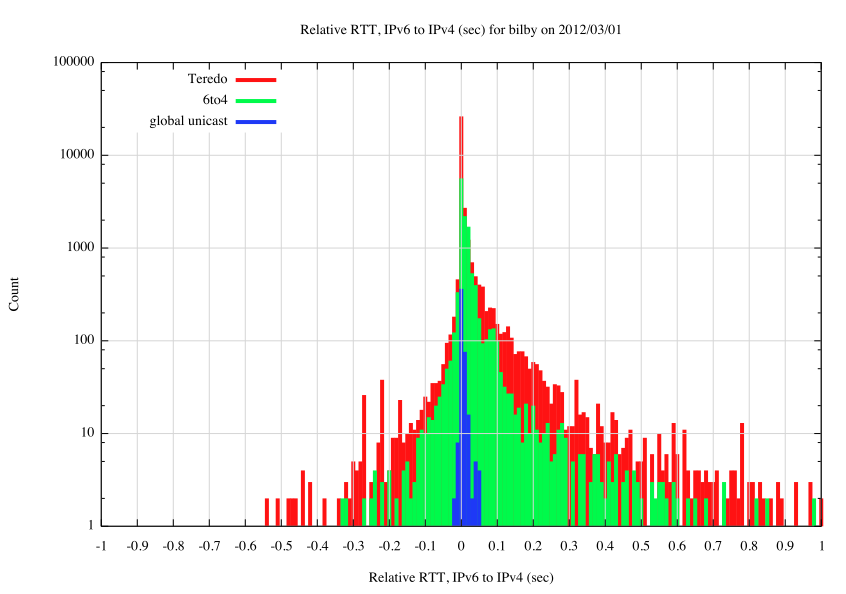 Relative RTT, IPv6 to IPv4 (sec) for bilby on 2012/03/01
100000
10000
1000
100
10
1
Count
Teredo
6to4
global unicast
-1 -0.9 -0.8 -0.7 -0.6 -0.5 -0.4 -0.3 -0.2 -0.1 0 0.1 0.2 0.3 0.4 0.5 0.6 0.7 0.8 0.9 1
Relative RTT, IPv6 to IPv4 (sec)